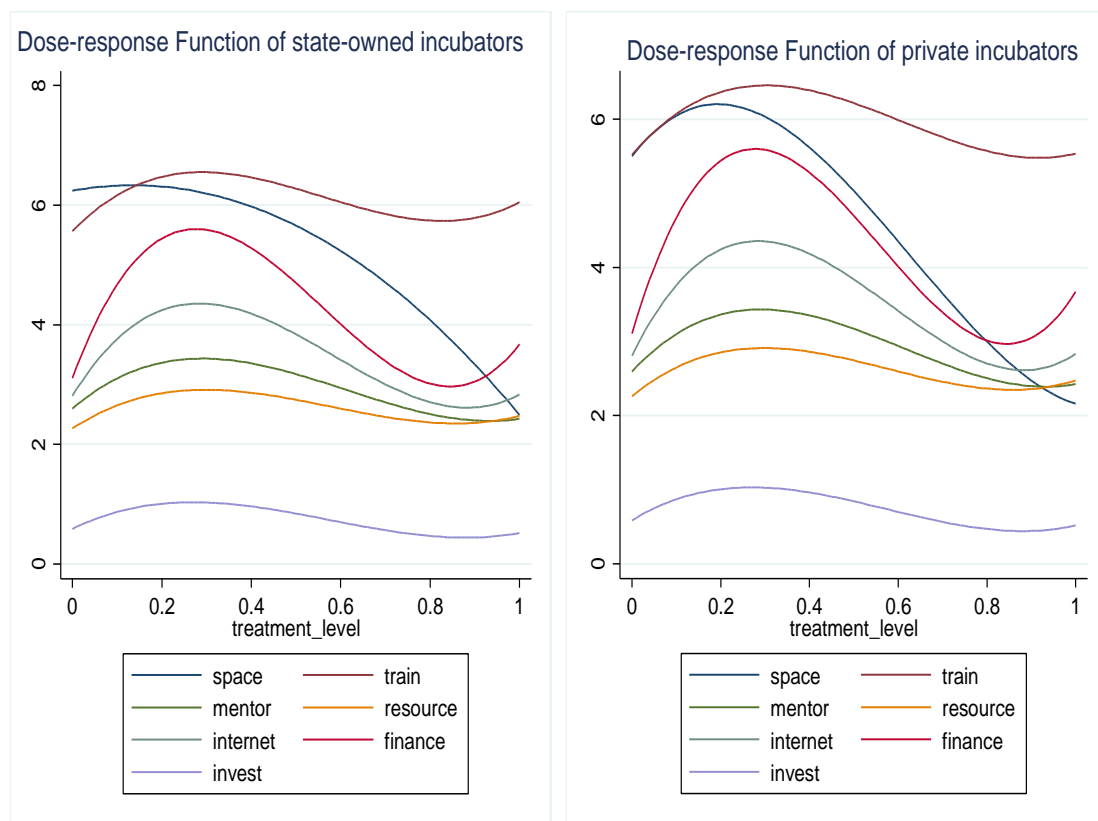 Dose-response Function of state-owned incubators
8
6
4
2
0
0 0.2 0.4 0.6 0.8 1
treatment_level
space train
mentor resource
internet finance
invest
Dose-response Function of private incubators
6
4
2
0
0 0.2 0.4 0.6 0.8 1
treatment_level
space train
mentor resource
internet finance
invest